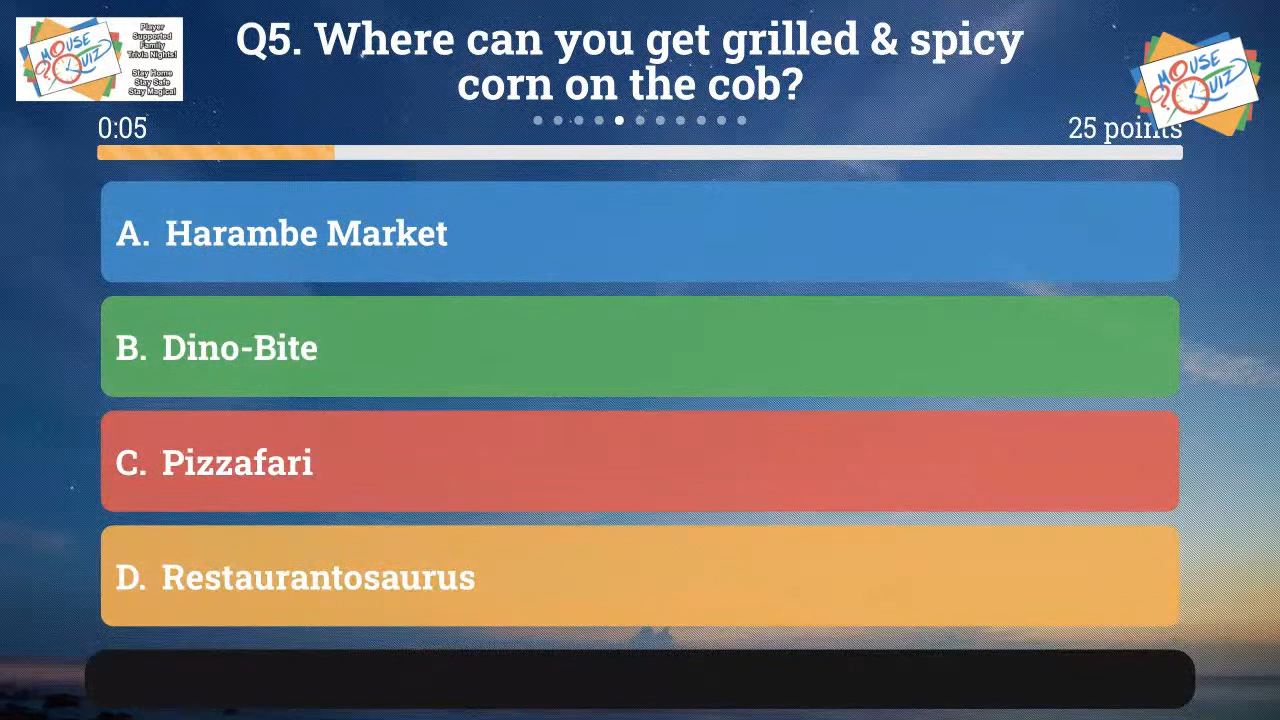 Player
Supported
Family
Trivia Nights!
Stay Home
Stay Safe
Stay Magical
MOUSE
QUIZ
Q5. Where can you get grilled & spicy
corn on the cob?
MOUSE
QUIZ
0:05
25 points
A. Harambe Market
B. Dino-Bite
C. Pizzafari
D. Restaurantosaurus